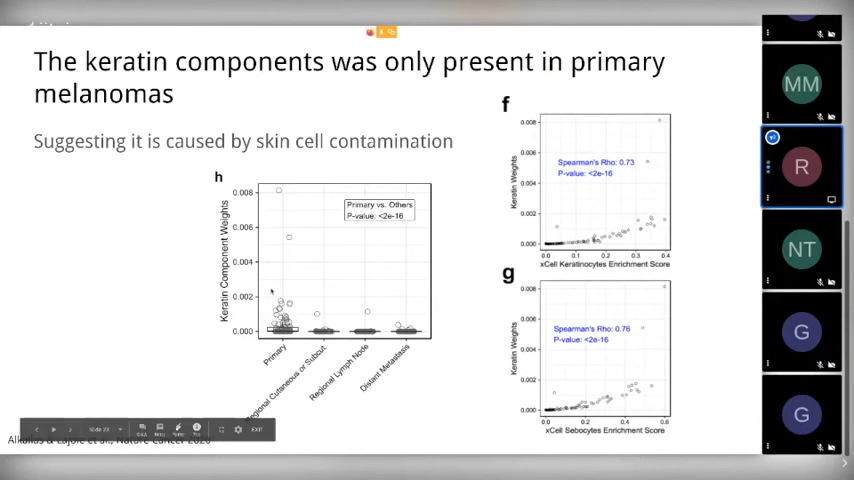 The keratin components was only present in primary
melanomas
Suggesting it is caused by skin cell contamination
h
Keratin Component Weights
0.008
0.006
0.004
0.002
0.000
Primary vs. Others
P-value: <2e-16
Primary
Regional Cutaneous or Subcut.
Regional Lymph Node
Distant Metastasis
f
Keratin Weights
0.008
0.006
0.004
0.002
0.000
Spearman's Rho: 0.73
P-value: <2e-16
0.0 0.1 0.2 0.3 0.4
xCell Keratinocytes Enrichment Score
g
Keratin Weights
0.008
0.006
0.004
0.002
0.000
Spearman's Rho: 0.76
P-value: <2e-16
0.0 0.2 0.4 0.6
xCell Sebocytes Enrichment Score
Slide 23
EXIT
Nature Cancer 2020
MM
R
NT
G
G